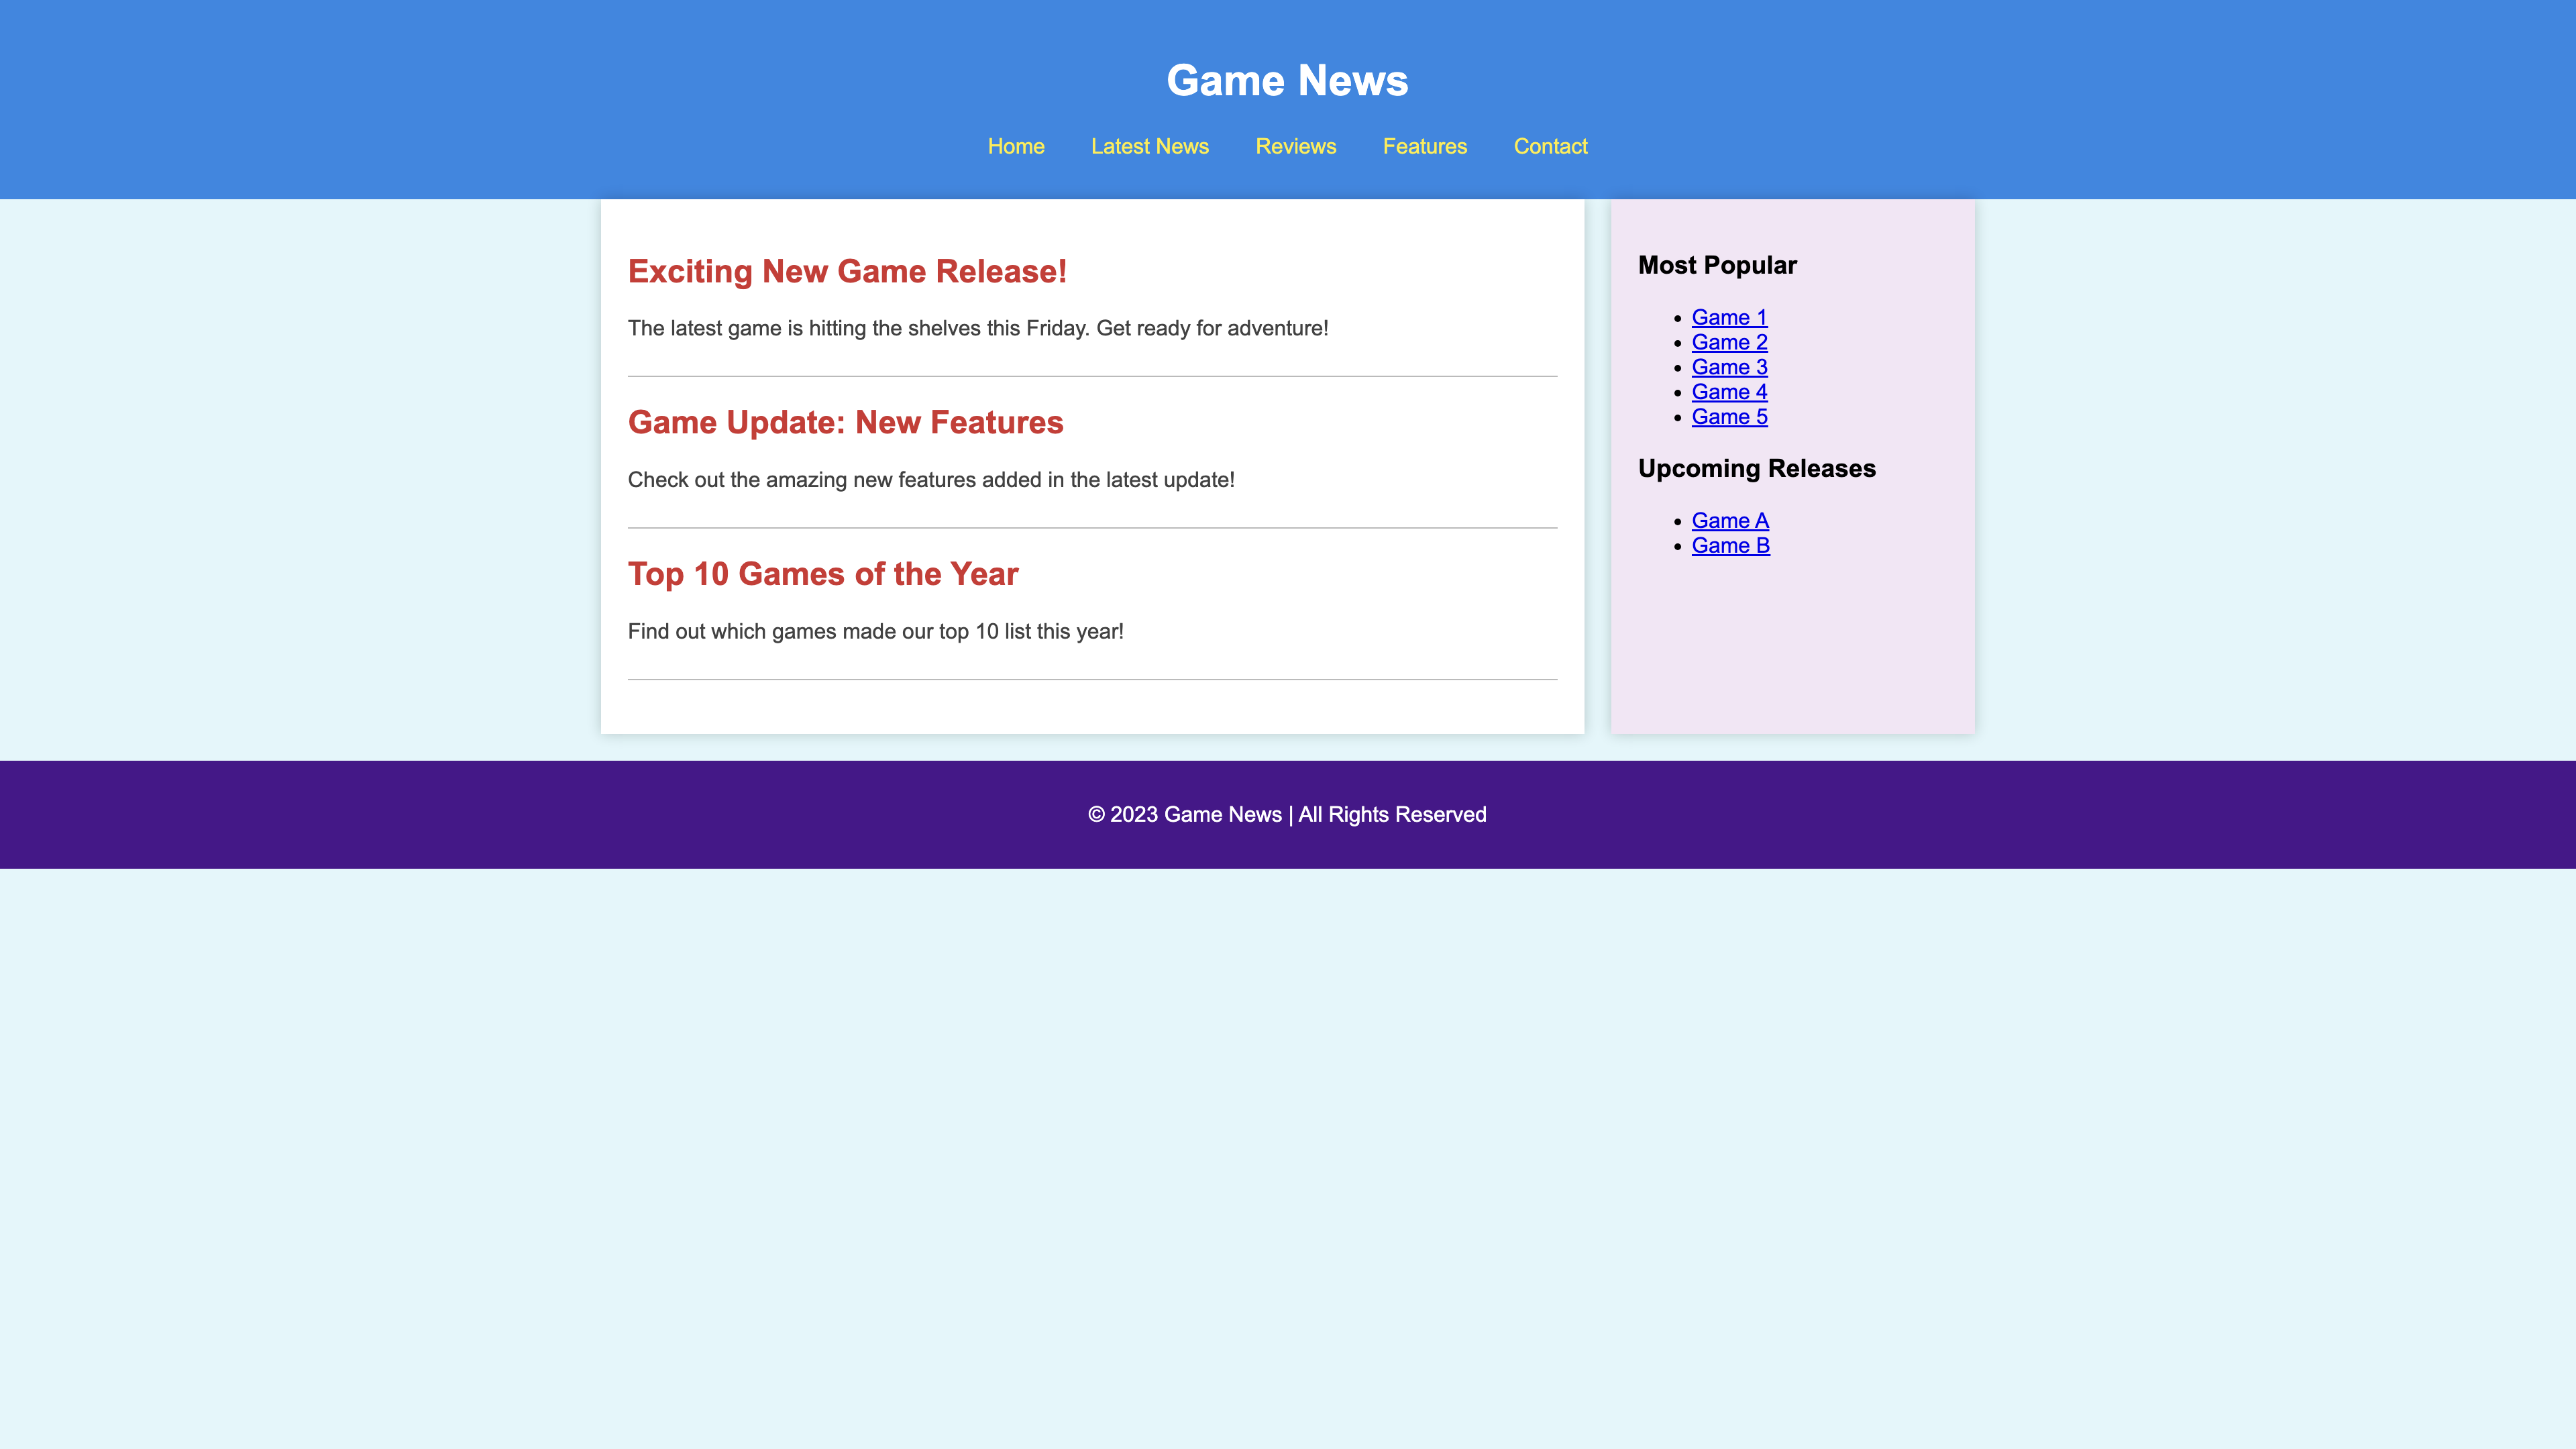 Game News
Home Latest News Reviews Features Contact
Exciting New Game Release!
The latest game is hitting the shelves this Friday. Get ready for adventure!
Game Update: New Features
Check out the amazing new features added in the latest update!
Top 10 Games of the Year
Find out which games made our top 10 list this year!
Most Popular
Game 1
Game 2
Game 3
Game 4
Game 5
Upcoming Releases
Game A
Game B
© 2023 Game News | All Rights Reserved